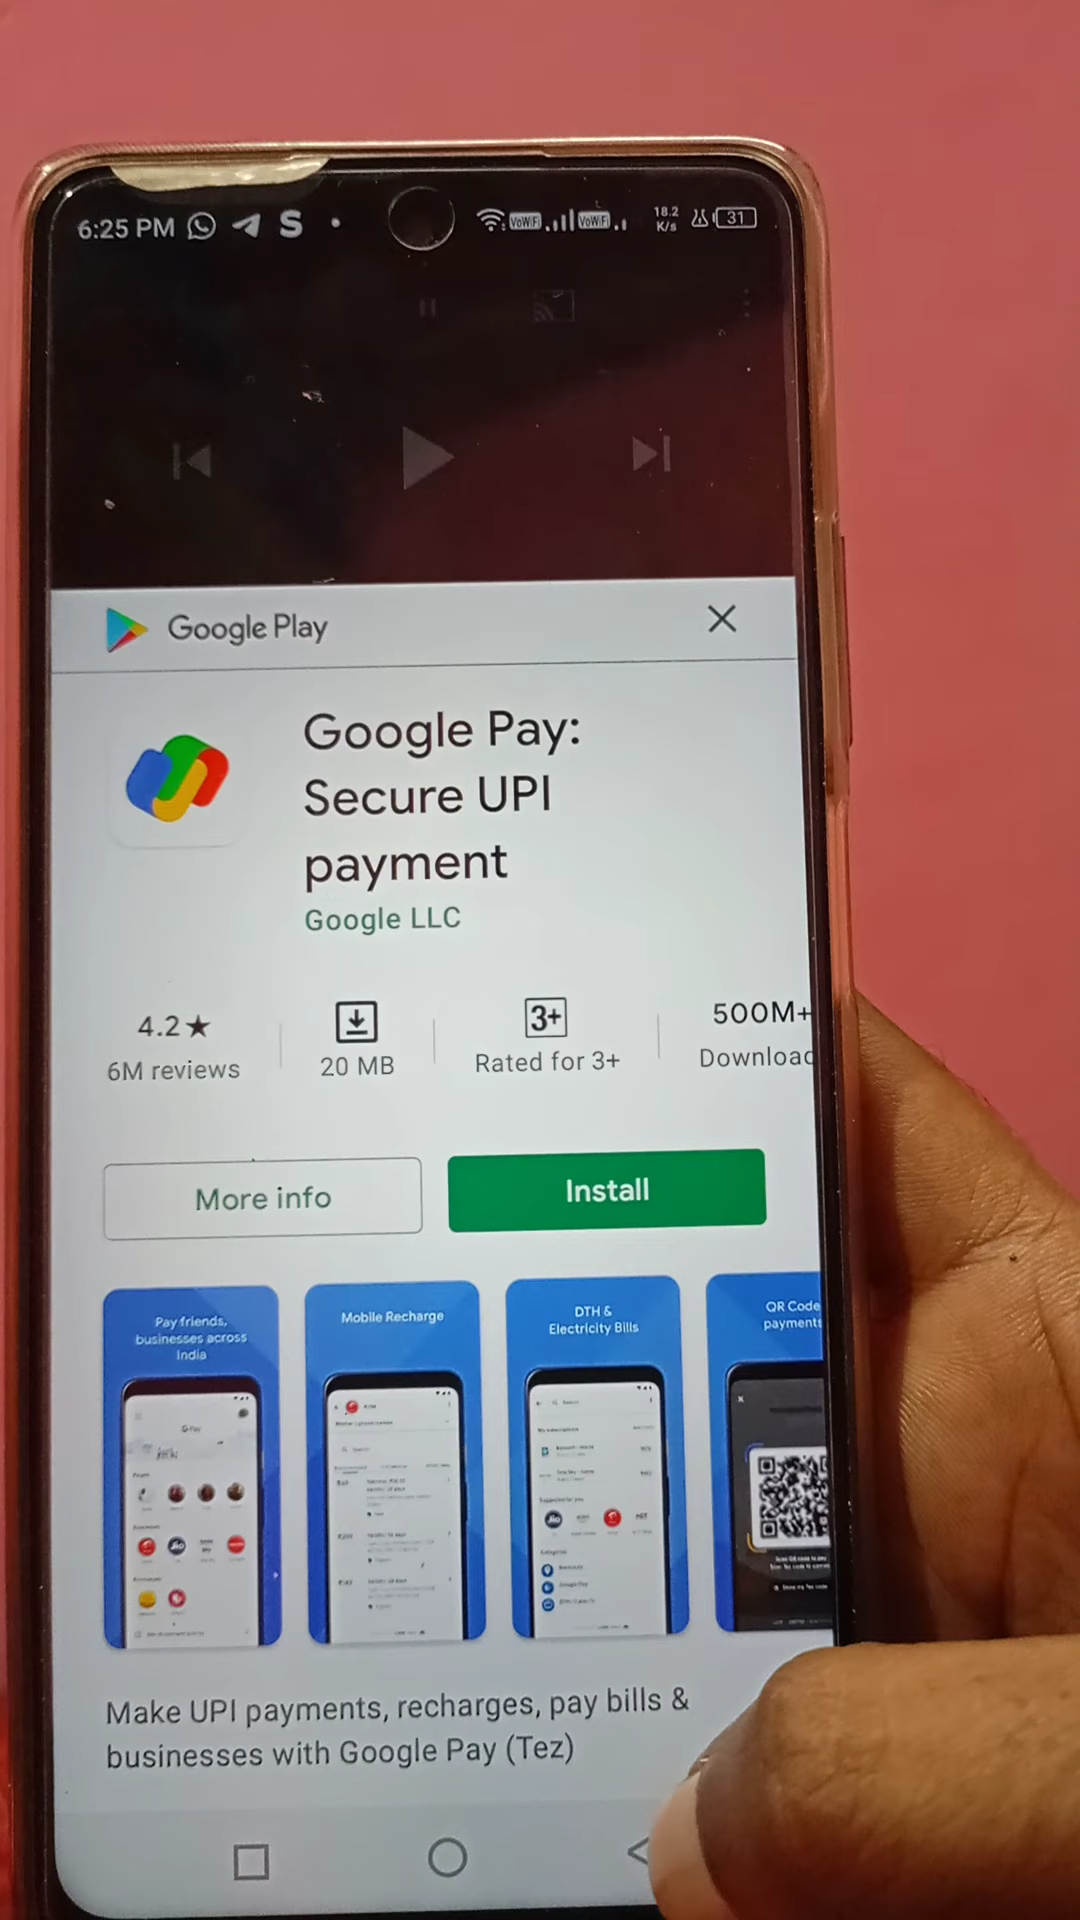 6:25 PM
VoWiFi
VoWiFi
18.2
K/s
31
Google Play
Google Pay:
Secure UPI
payment
Google LLC
4.2★
6M reviews
20 MB
3+
Rated for 3+
500M+
More info
Install
Pay friends,
businesses across
India
Mobile Recharge
DTH &
Electricity Bills
QR Code
payments
Make UPI payments, recharges, pay bills &
businesses with Google Pay (Tez)